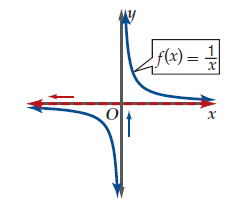 y
f(x) = 1/x
O
x